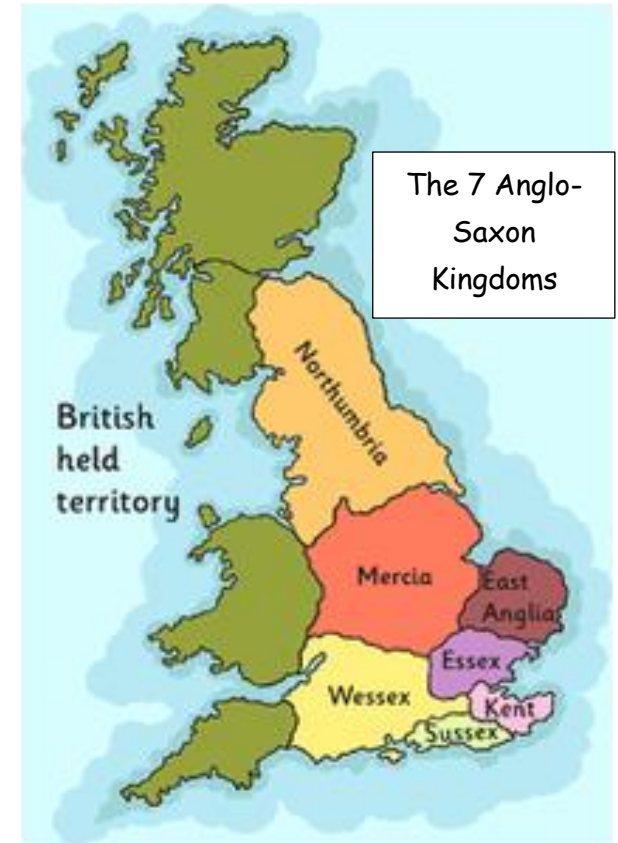 The 7 Anglo-
Saxon
Kingdoms
Northumbria
British
held
territory
Mercia
East
Anglia
Essex
Wessex
Kent
Sussex